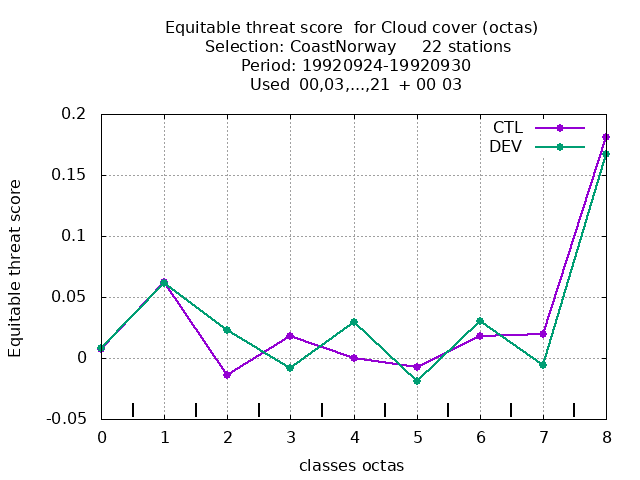 Equitable threat score  for Cloud cover (octas)
Selection: CoastNorway     22 stations
Period: 19920924-19920930
Used  00,03,...,21  + 00 03
CTL
DEV
0.2
0.15
0.1
0.05
0
-0.05
Equitable threat score
0 1 2 3 4 5 6 7 8
classes octas